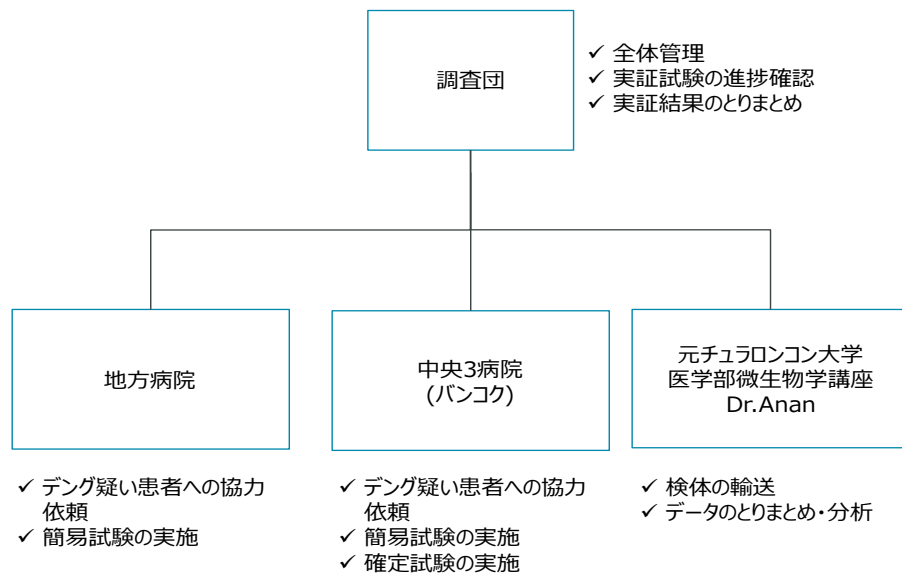 調査団
✓ 全体管理
✓ 実証試験の進捗確認
✓ 実証結果のとりまとめ
地方病院
中央3病院
(バンコク)
元チュラロンコン大学
医学部微生物学講座
Dr.Anan
✓ デング疑い患者への協力
依頼
✓ 簡易試験の実施
✓ デング疑い患者への協力
依頼
✓ 簡易試験の実施
✓ 確定試験の実施
✓ 検体の輸送
✓ データのとりまとめ・分析